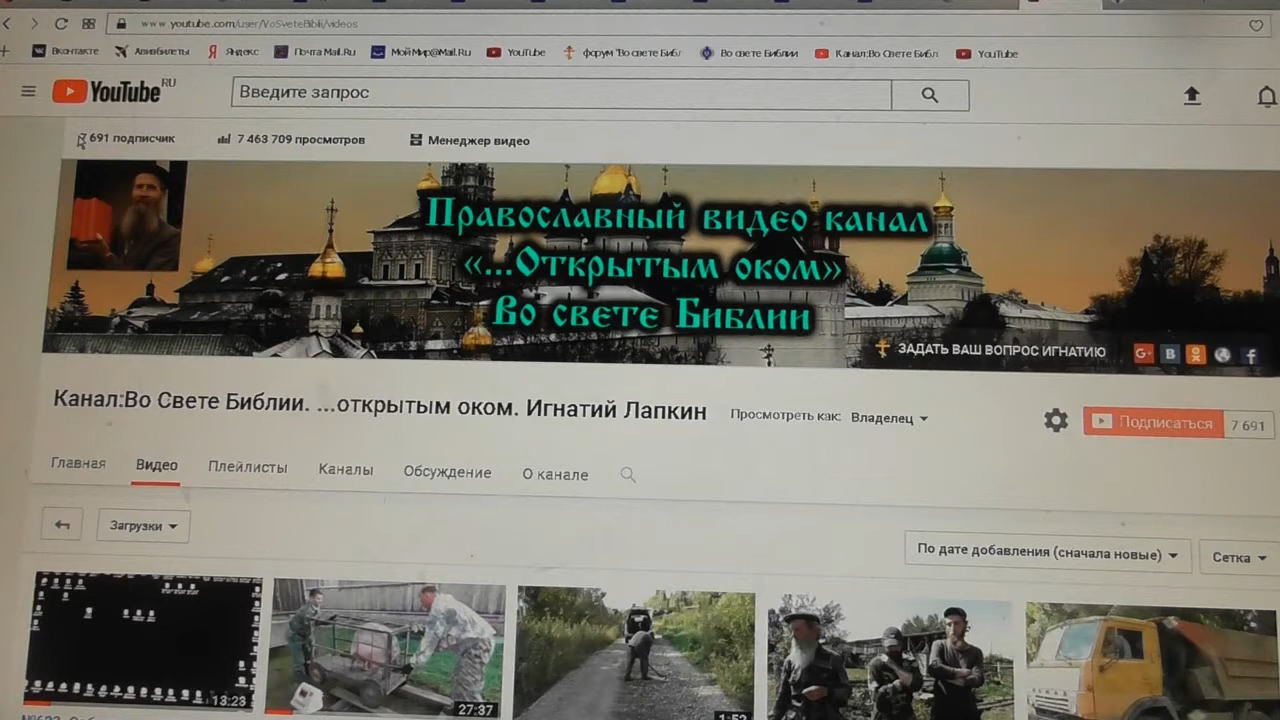 www.youtube.com/user/VoSveteBiblii/videos
Вконтакте Авиабилеты Яндекс Почта Mail.Ru Мой Мир@Mail.Ru YouTube форум "Во свете Библ Во свете Библии Канал:Во Свете Библ YouTube
YouTube RU
Введите запрос
7 691 подписчик 7 463 709 просмотров Менеджер видео
Православный видео канал
«...Открытым оком»
Во свете Библии
ЗАДАТЬ ВАШ ВОПРОС ИГНАТИЮ
Канал:Во Свете Библии. ...открытым оком. Игнатий Лапкин Просмотреть как: Владелец Подписаться 7 691
Главная Видео Плейлисты Каналы Обсуждение О канале
Загрузки По дате добавления (сначала новые) Сетка
13:23 27:37 1:52